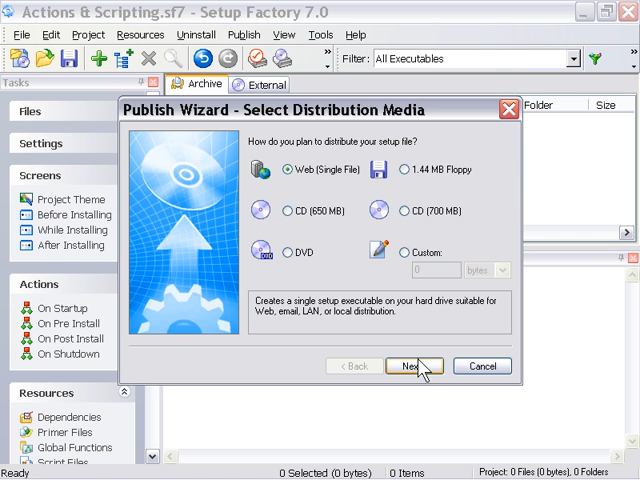 Actions & Scripting.sf7 - Setup Factory 7.0
File Edit Project Resources Uninstall Publish View Tools »
» Filter: All Executables »
Tasks
Archive External
Files
Settings
Screens
Project Theme
Before Installing
While Installing
After Installing
Actions
On Startup
On Pre Install
On Post Install
On Shutdown
Resources
Dependencies
Primer Files
Global Functions
Script Files
Folder Size
Publish Wizard - Select Distribution Media
How do you plan to distribute your setup file?
Web (Single File) 1.44 MB Floppy
CD (650 MB) CD (700 MB)
DVD Custom:
DVD
0 bytes
Creates a single setup executable on your hard drive suitable for
Web, email, LAN, or local distribution.
< Back Cancel
Ready 0 Selected (0 bytes) 0 Items Project: 0 Files (0 bytes), 0 Folders